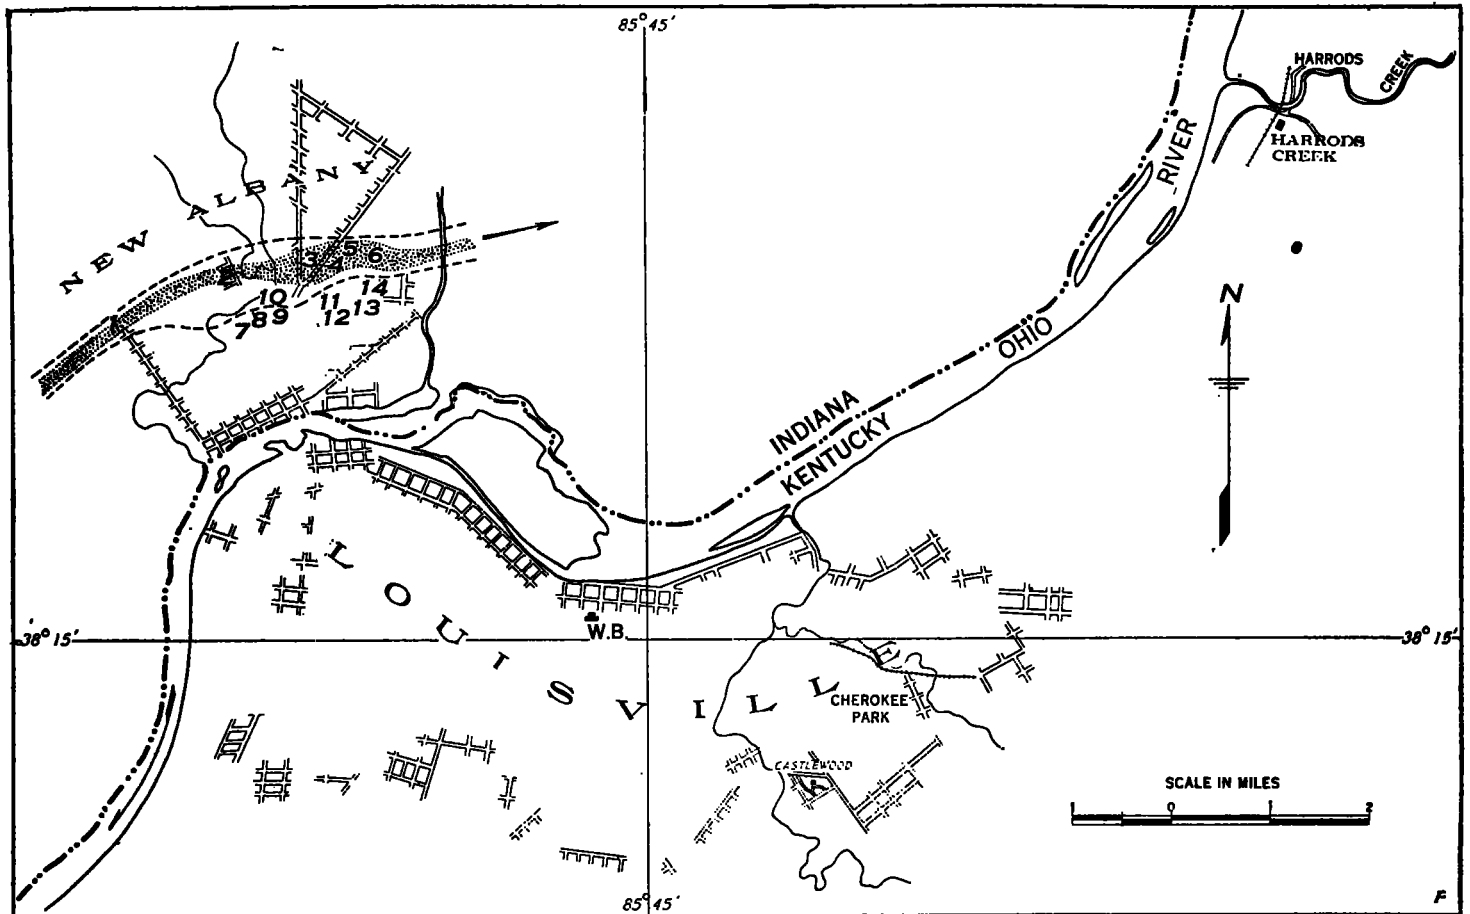 85°45'
HARRODS
CREEK
HARRODS
CREEK
RIVER
NEW ALBANY
3 4 5 6
10 11 14
7 8 9 12 13
1
N
OHIO
INDIANA
KENTUCKY
8
LOUISVILLE
38°15'
W.B.
38°15'
CHEROKEE
PARK
CASTLEWOOD
SCALE IN MILES
1 0 1 2
85°45'
F